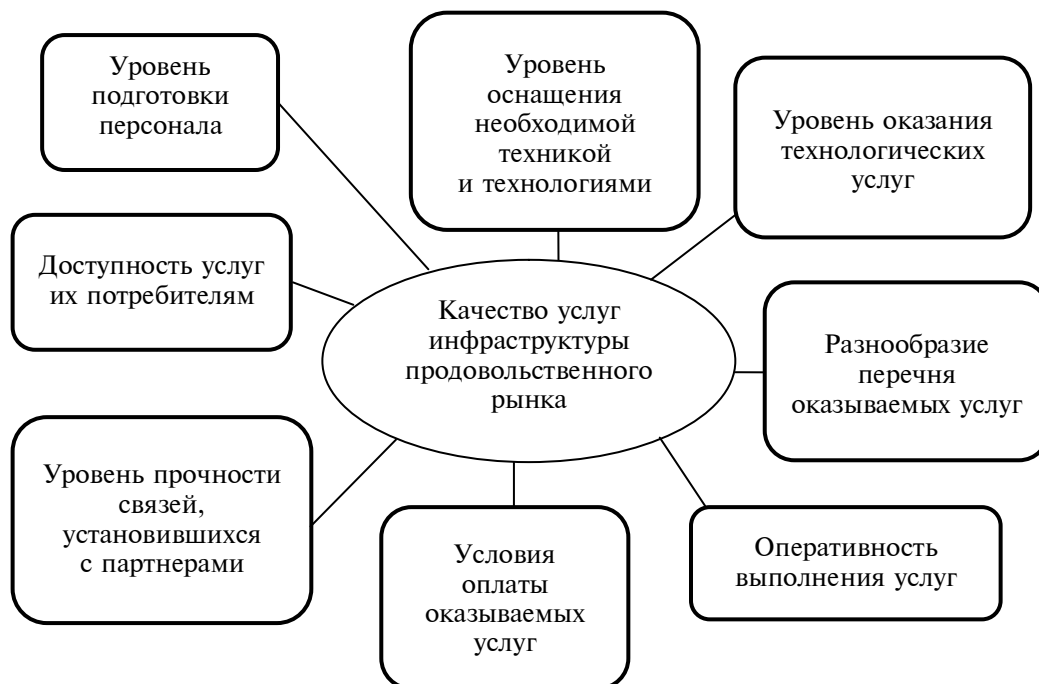 Уровень
подготовки
персонала
Уровень
оснащения
необходимой
техникой
и технологиями
Уровень оказания
технологических
услуг
Доступность услуг
их потребителям
Качество услуг
инфраструктуры
продовольственного
рынка
Разнообразие
перечня
оказываемых услуг
Уровень прочности
связей,
установившихся
с партнерами
Условия
оплаты
оказываемых
услуг
Оперативность
выполнения услуг